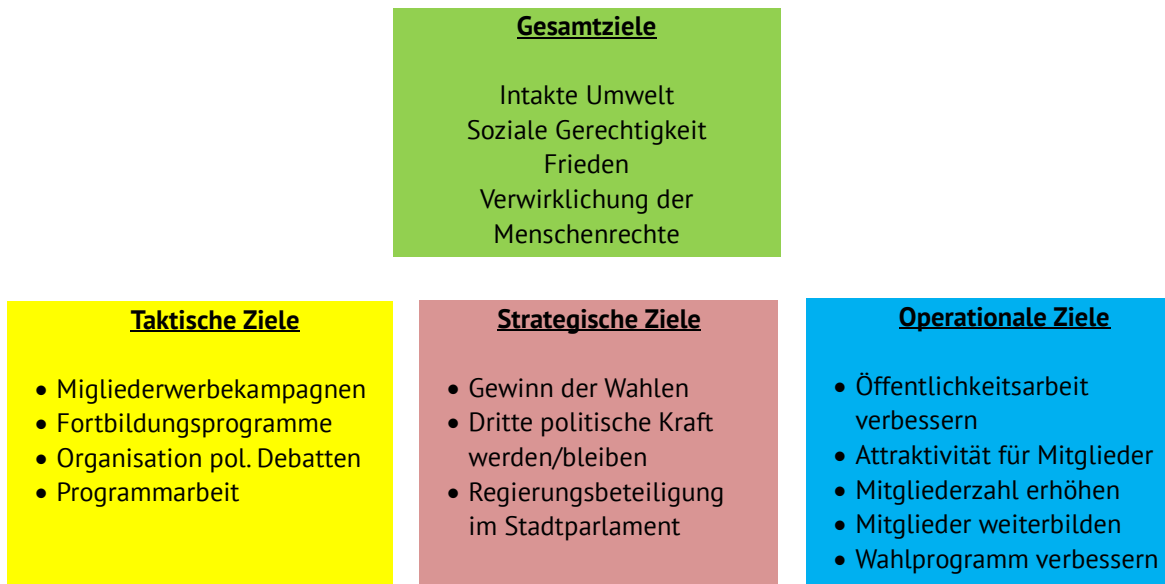 Gesamtziele
Intakte Umwelt
Soziale Gerechtigkeit
Frieden
Verwirklichung der
Menschenrechte
Taktische Ziele
• Migliederwerbekampagnen
• Fortbildungsprogramme
• Organisation pol. Debatten
• Programmarbeit
Strategische Ziele
• Gewinn der Wahlen
• Dritte politische Kraft
werden/bleiben
• Regierungsbeteiligung
im Stadtparlament
Operationale Ziele
• Öffentlichkeitsarbeit
verbessern
• Attraktivität für Mitglieder
• Mitgliederzahl erhöhen
• Mitglieder weiterbilden
• Wahlprogramm verbessern